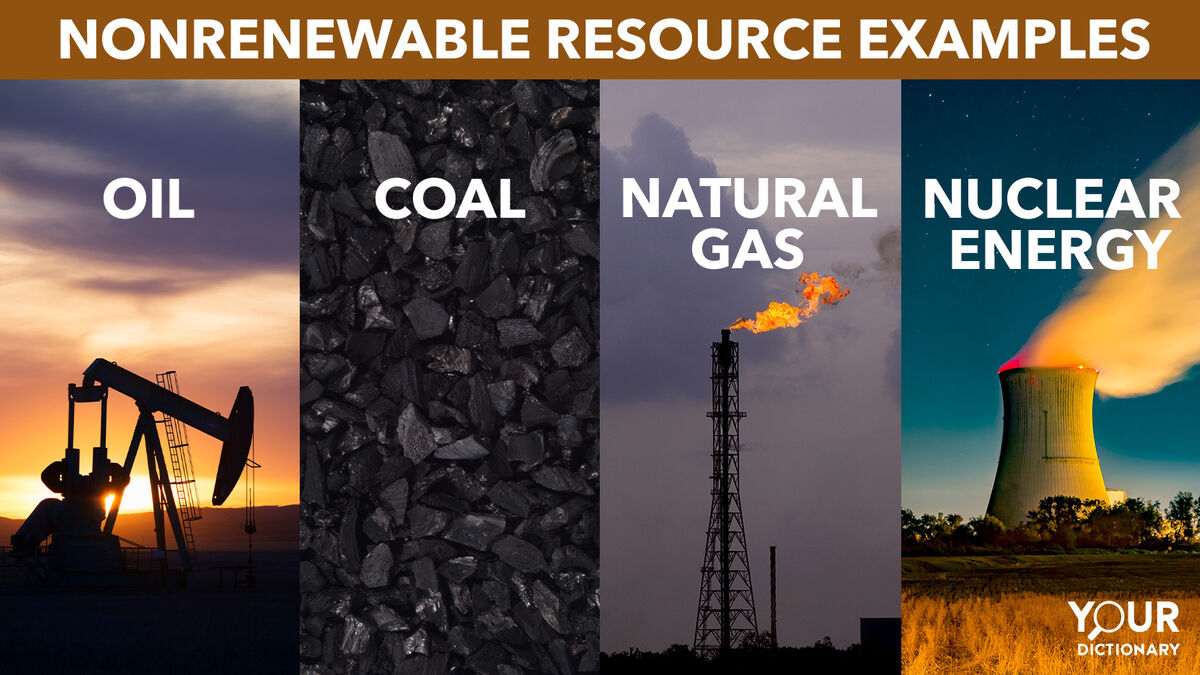 NONRENEWABLE RESOURCE EXAMPLES
OIL
COAL
NATURAL
GAS
NUCLEAR
ENERGY
YOUR
DICTIONARY